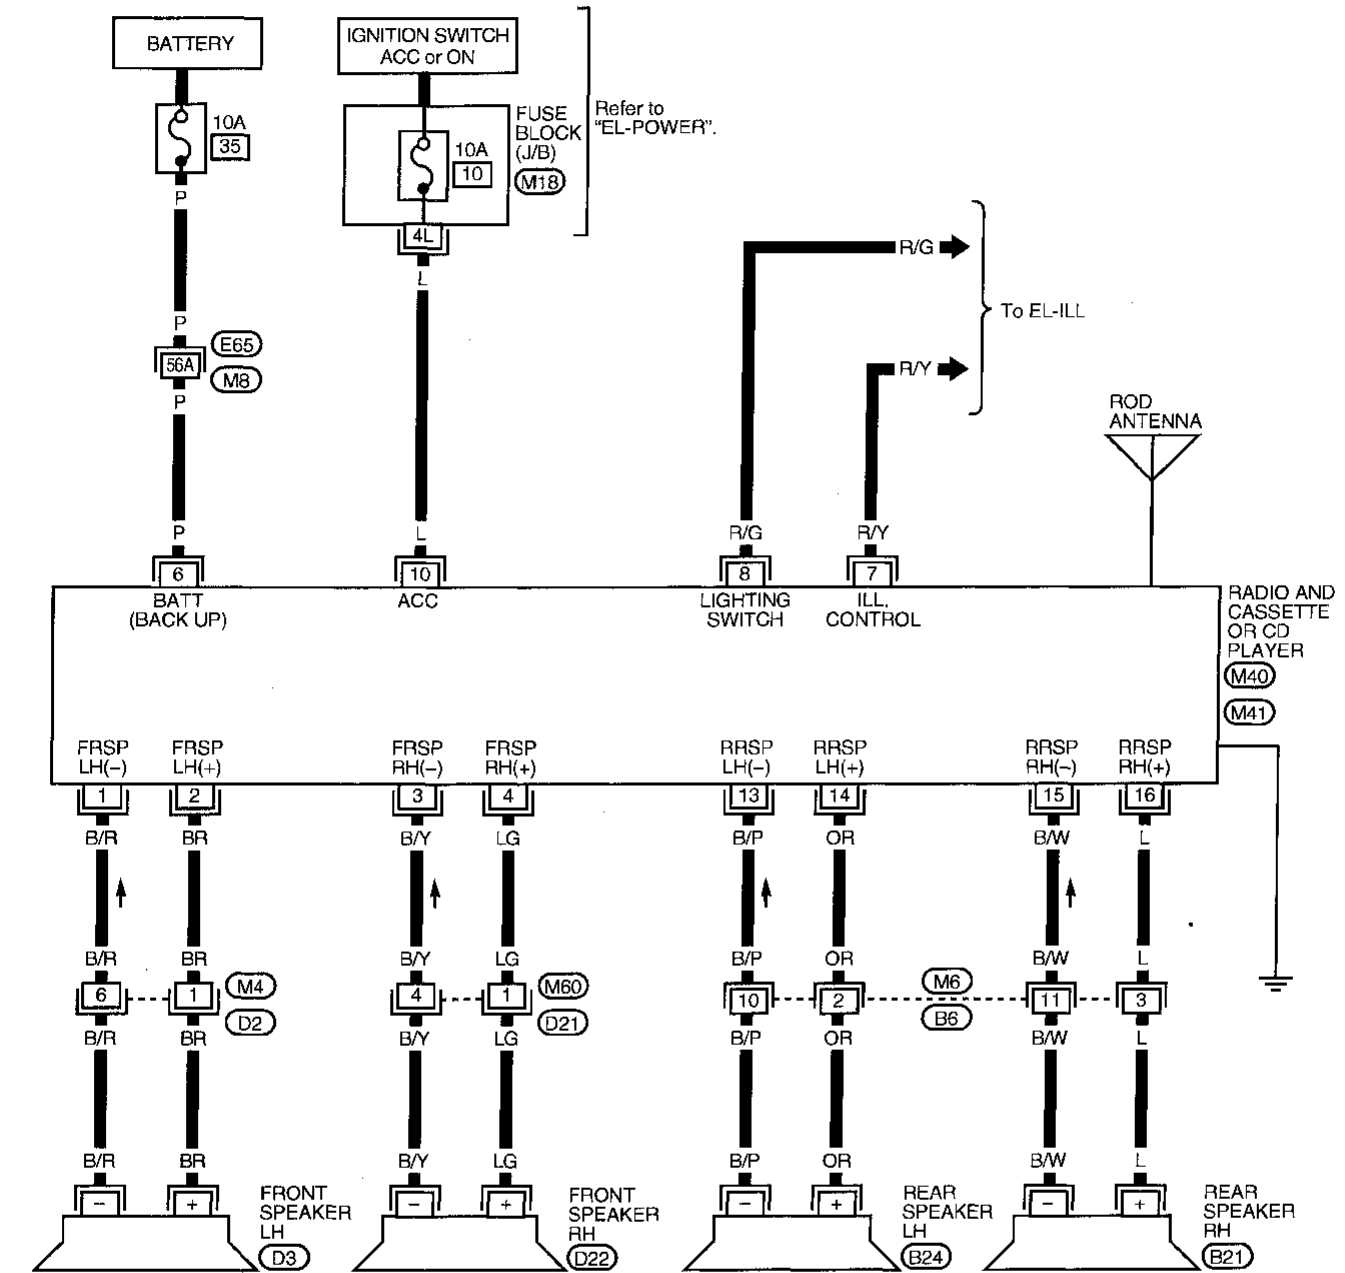 BATTERY
10A
35
P
P
56A
E65
M8
P
P
IGNITION SWITCH
ACC or ON
10A
10
FUSE
BLOCK
(J/B)
M18
Refer to
"EL-POWER".
4L
L
L
R/G
R/Y
To EL-ILL
R/G
R/Y
ROD
ANTENNA
6
10
8
7
BATT
(BACK UP)
ACC
LIGHTING
SWITCH
ILL.
CONTROL
RADIO AND
CASSETTE
OR CD
PLAYER
M40
M41
FRSP
LH(–)
FRSP
LH(+)
FRSP
RH(–)
FRSP
RH(+)
RRSP
LH(–)
RRSP
LH(+)
RRSP
RH(–)
RRSP
RH(+)
1
2
3
4
13
14
15
16
B/R
BR
B/Y
LG
B/P
OR
B/W
L
B/R
BR
B/Y
LG
B/P
OR
B/W
L
6
1
M4
D2
4
1
M60
D21
10
2
M6
B6
11
3
B/R
BR
B/Y
LG
B/P
OR
B/W
L
B/R
BR
B/Y
LG
B/P
OR
B/W
L
–
+
–
+
–
+
–
+
FRONT
SPEAKER
LH
D3
FRONT
SPEAKER
RH
D22
REAR
SPEAKER
LH
B24
REAR
SPEAKER
RH
B21